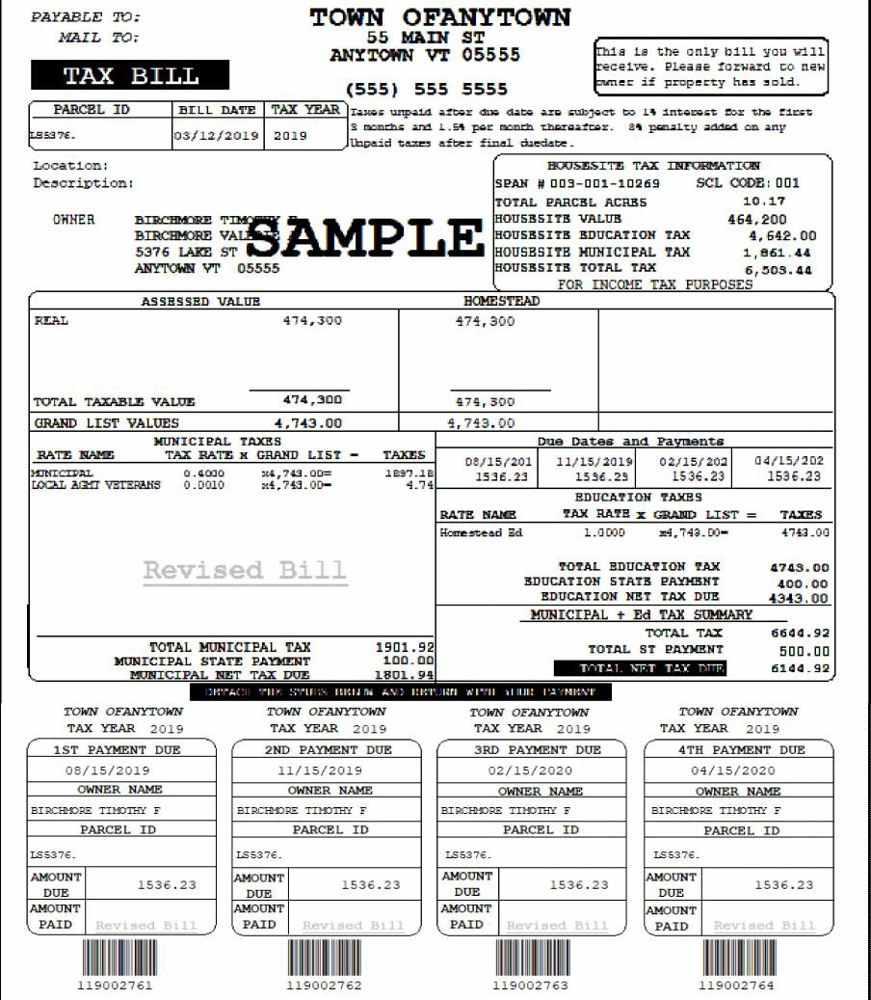 PAYABLE TO:
MAIL TO:
TOWN OFANYTOWN
55 MAIN ST
ANYTOWN VT 05555
(555) 555 5555
TAX BILL
This is the only bill you will
receive. Please forward to new
owner if property has sold.
PARCEL ID BILL DATE TAX YEAR
LS5376. 03/12/2019 2019
Taxes unpaid after due date are subject to 1% interest for the first
3 months and 1.5% per month thereafter. 8% penalty added on any
Unpaid taxes after final duedate.
Location:
Description:
OWNER BIRCHMORE TIMOTHY F
BIRCHMORE
5376 LAKE ST
ANYTOWN VT 05555
SAMPLE
HOUSESITE TAX INFORMATION
SPAN # 003-001-10269 SCL CODE: 001
TOTAL PARCEL ACRES 10.17
HOUSESITE VALUE 464,200
HOUSESITE EDUCATION TAX 4,642.00
HOUSESITE MUNICIPAL TAX 1,861.44
HOUSESITE TOTAL TAX 6,503.44
FOR INCOME TAX PURPOSES
ASSESSED VALUE HOMESTEAD
REAL 474,300 474,300
TOTAL TAXABLE VALUE 474,300 474,300
GRAND LIST VALUES 4,743.00 4,743.00
MUNICIPAL TAXES
RATE NAME TAX RATE x GRAND LIST = TAXES
MUNICIPAL 0.4000 x4,743.00= 1897.18
LOCAL AGMT VETERANS 0.0010 x4,743.00= 4.74
Revised Bill
TOTAL MUNICIPAL TAX 1901.92
MUNICIPAL STATE PAYMENT 100.00
MUNICIPAL NET TAX DUE 1801.94
Due Dates and Payments
08/15/201 11/15/2019 02/15/202 04/15/202
1536.23 1536.23 1536.23 1536.23
EDUCATION TAXES
RATE NAME TAX RATE x GRAND LIST = TAXES
Homestead Ed 1.0000 x4,743.00= 4743.00
TOTAL EDUCATION TAX 4743.00
EDUCATION STATE PAYMENT 400.00
EDUCATION NET TAX DUE 4343.00
MUNICIPAL + Ed TAX SUMMARY
TOTAL TAX 6644.92
TOTAL ST PAYMENT 500.00
TOTAL NET TAX DUE 6144.92
DETACH THE STUBS BELOW AND RETURN WITH YOUR PAYMENT
TOWN OFANYTOWN TOWN OFANYTOWN TOWN OFANYTOWN TOWN OFANYTOWN
TAX YEAR 2019 TAX YEAR 2019 TAX YEAR 2019 TAX YEAR 2019
1ST PAYMENT DUE 2ND PAYMENT DUE 3RD PAYMENT DUE 4TH PAYMENT DUE
08/15/2019 11/15/2019 02/15/2020 04/15/2020
OWNER NAME OWNER NAME OWNER NAME OWNER NAME
BIRCHMORE TIMOTHY F BIRCHMORE TIMOTHY F BIRCHMORE TIMOTHY F BIRCHMORE TIMOTHY F
PARCEL ID PARCEL ID PARCEL ID PARCEL ID
LS5376. LS5376. LS5376. LS5376.
AMOUNT DUE 1536.23 AMOUNT DUE 1536.23 AMOUNT DUE 1536.23 AMOUNT DUE 1536.23
AMOUNT PAID Revised Bill AMOUNT PAID Revised Bill AMOUNT PAID Revised Bill AMOUNT PAID Revised Bill
119002761 119002762 119002763 119002764